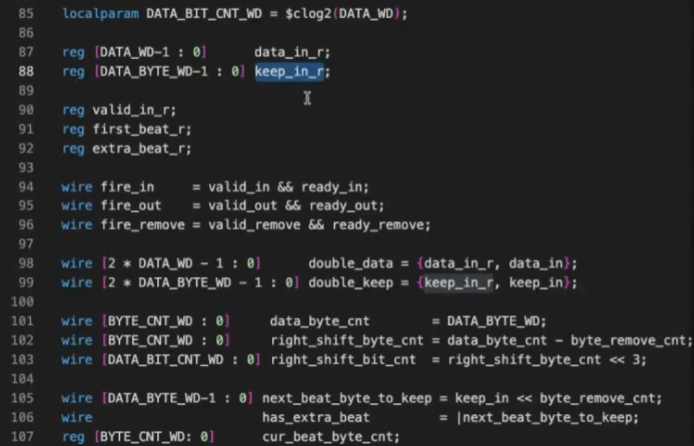 85 localparam DATA_BIT_CNT_WD = $clog2(DATA_WD);
86
87 reg [DATA_WD-1 : 0] data_in_r;
88 reg [DATA_BYTE_WD-1 : 0] keep_in_r;
89
90 reg valid_in_r;
91 reg first_beat_r;
92 reg extra_beat_r;
93
94 wire fire_in = valid_in && ready_in;
95 wire fire_out = valid_out && ready_out;
96 wire fire_remove = valid_remove && ready_remove;
97
98 wire [2 * DATA_WD - 1 : 0] double_data = {data_in_r, data_in};
99 wire [2 * DATA_BYTE_WD - 1 : 0] double_keep = {keep_in_r, keep_in};
100
101 wire [BYTE_CNT_WD : 0] data_byte_cnt = DATA_BYTE_WD;
102 wire [BYTE_CNT_WD : 0] right_shift_byte_cnt = data_byte_cnt - byte_remove_cnt;
103 wire [DATA_BIT_CNT_WD : 0] right_shift_bit_cnt = right_shift_byte_cnt << 3;
104
105 wire [DATA_BYTE_WD-1 : 0] next_beat_byte_to_keep = keep_in << byte_remove_cnt;
106 wire has_extra_beat = |next_beat_byte_to_keep;
107 reg [BYTE_CNT_WD: 0] cur_beat_byte_cnt;